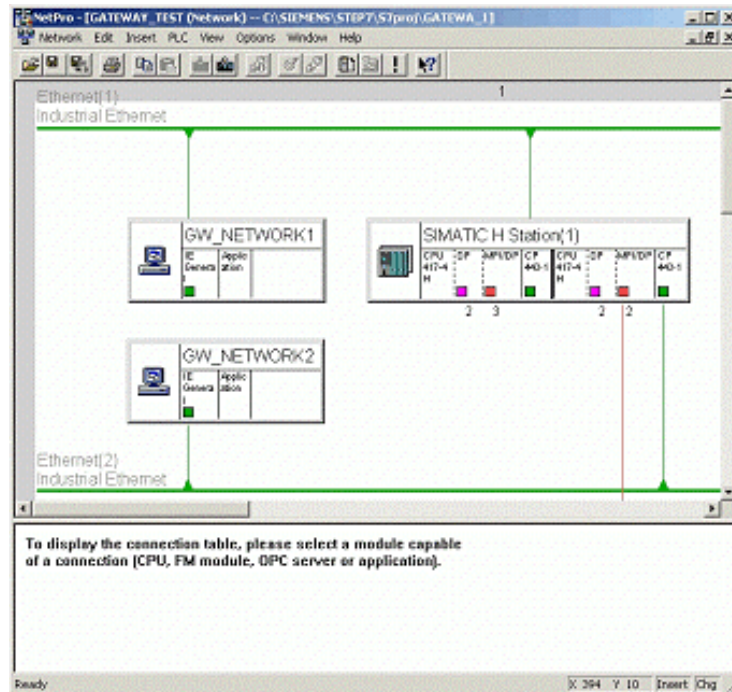 NetPro - [GATEWAY_TEST (Network) -- C:\SIEMENS\STEP7\S7proj\GATEWA_1]
Network Edit Insert PLC View Options Window Help
Ethernet(1)
Industrial Ethernet
1
GW_NETWORK1
IE General
Application
SIMATIC H Station(1)
CPU 417-4 H
DP
MPI/DP
CP 443-1
CPU 417-4 H
DP
MPI/DP
CP 443-1
2 3 2 2
GW_NETWORK2
IE General
Application
Ethernet(2)
Industrial Ethernet
To display the connection table, please select a module capable
of a connection (CPU, FM module, OPC server or application).
Ready
X 394 Y 10 Insert Chg